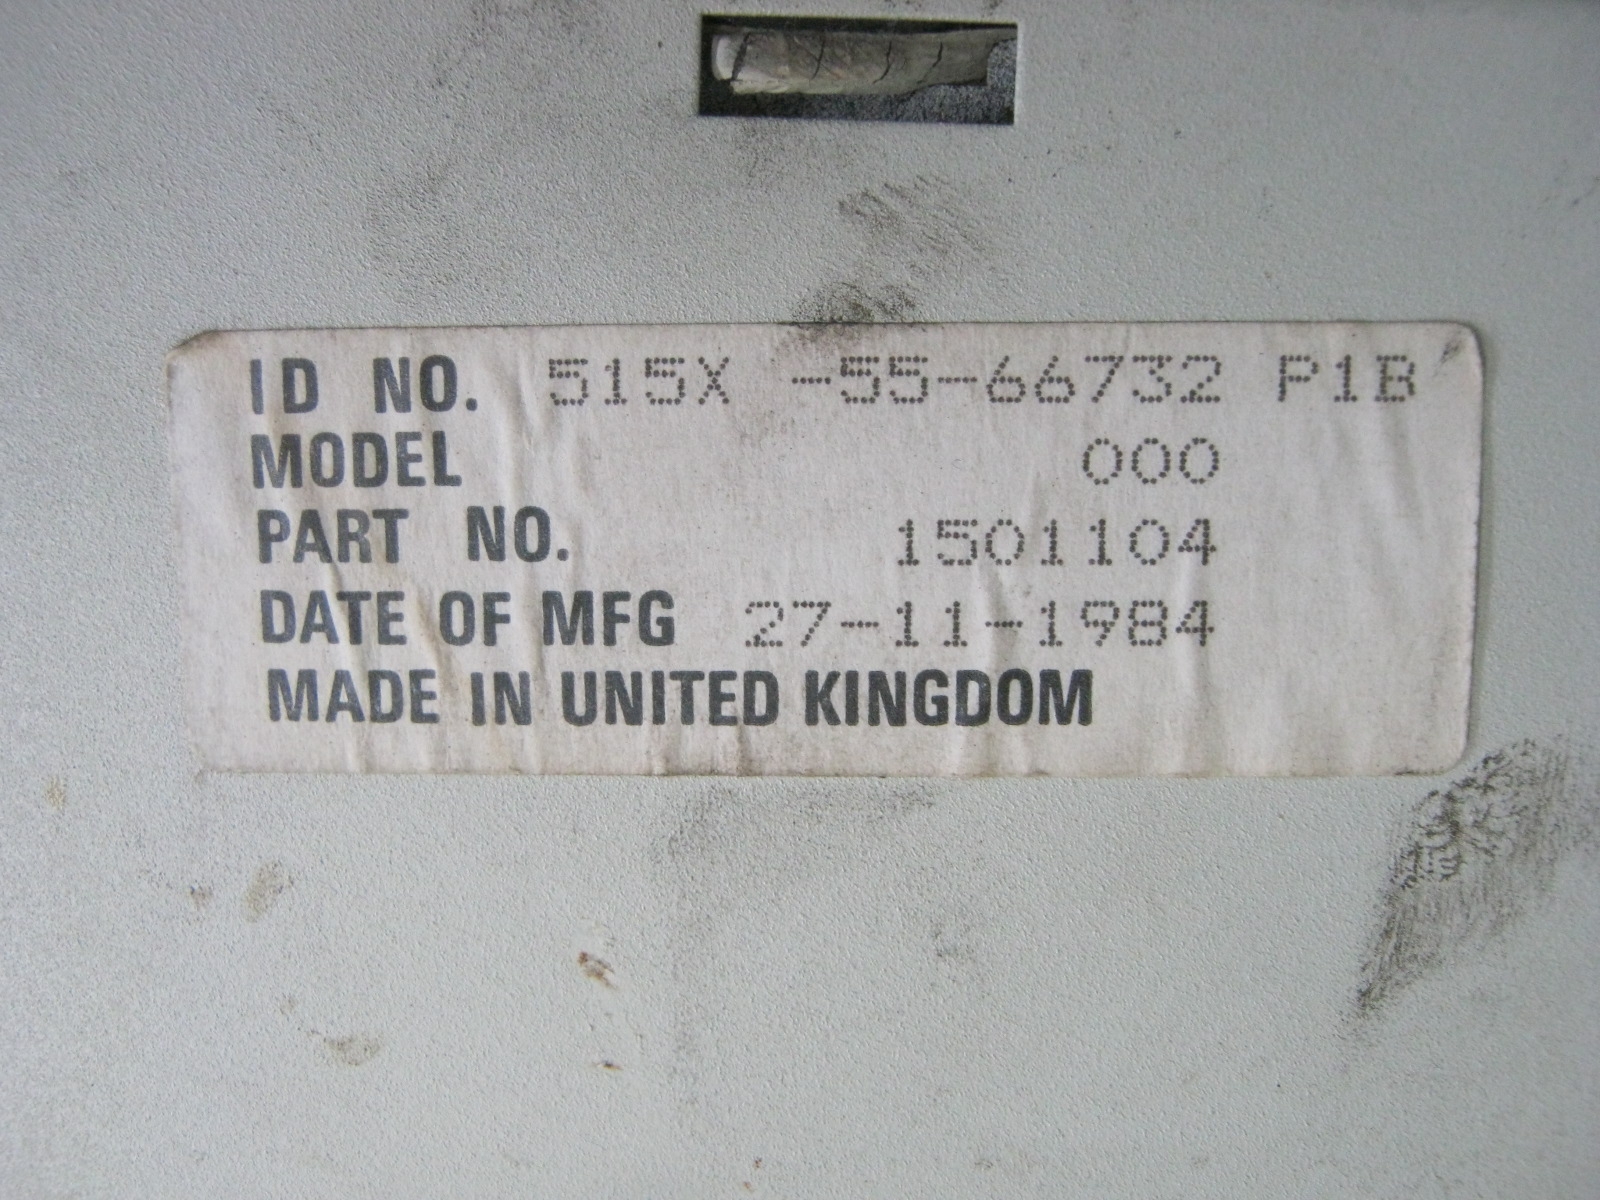 ID NO. 515X -55-66732 P1B
MODEL 000
PART NO. 1501104
DATE OF MFG 27-11-1984
MADE IN UNITED KINGDOM